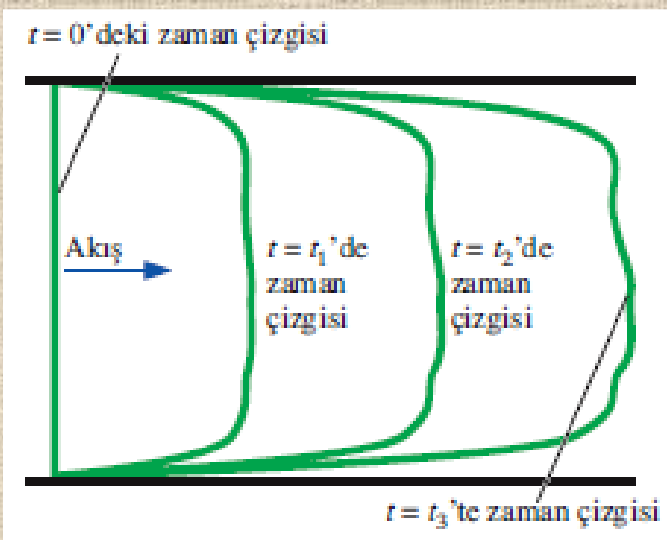 t = 0'deki zaman çizgisi
Akış
t = t₁'de
zaman
çizgisi
t = t₂'de
zaman
çizgisi
t = t₃'te zaman çizgisi